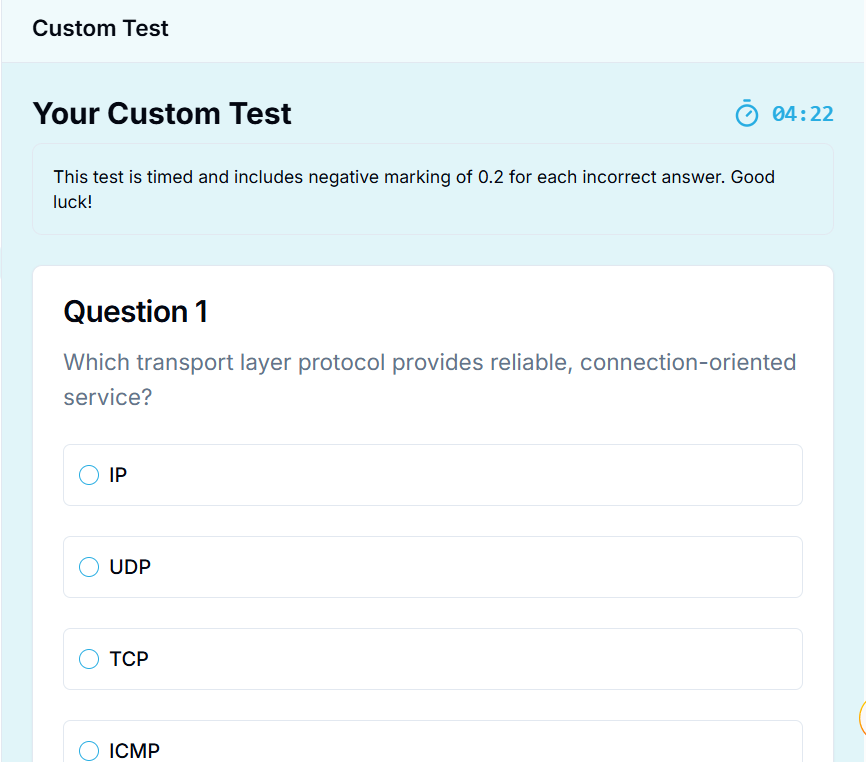 Custom Test
Your Custom Test
04:22
This test is timed and includes negative marking of 0.2 for each incorrect answer. Good
luck!
Question 1
Which transport layer protocol provides reliable, connection-oriented
service?
IP
UDP
TCP
ICMP